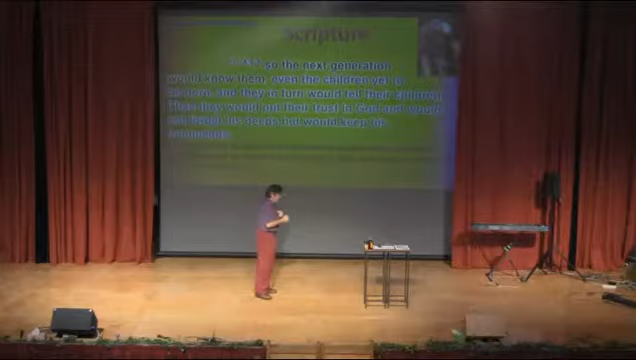 Scripture
so the next generation
would know them, even the children yet to
be born, and they in turn would tell their children.
Then they would put their trust in God and would
not forget his deeds but would keep his
commands.